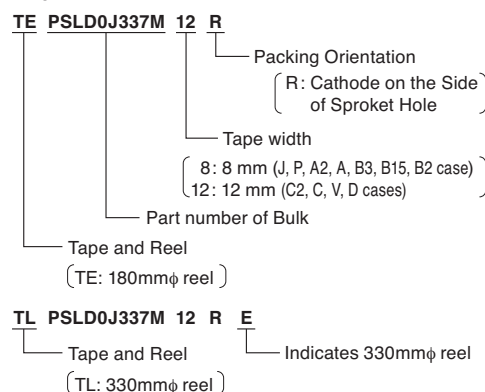 TE PSLD0J337M 12 R
Packing Orientation
R: Cathode on the Side
of Sproket Hole
Tape width
8: 8 mm (J, P, A2, A, B3, B15, B2 case)
12: 12 mm (C2, C, V, D cases)
Part number of Bulk
Tape and Reel
(TE: 180mmϕ reel)
TL PSLD0J337M 12 R E
Tape and Reel
Indicates 330mmϕ reel
(TL: 330mmϕ reel)